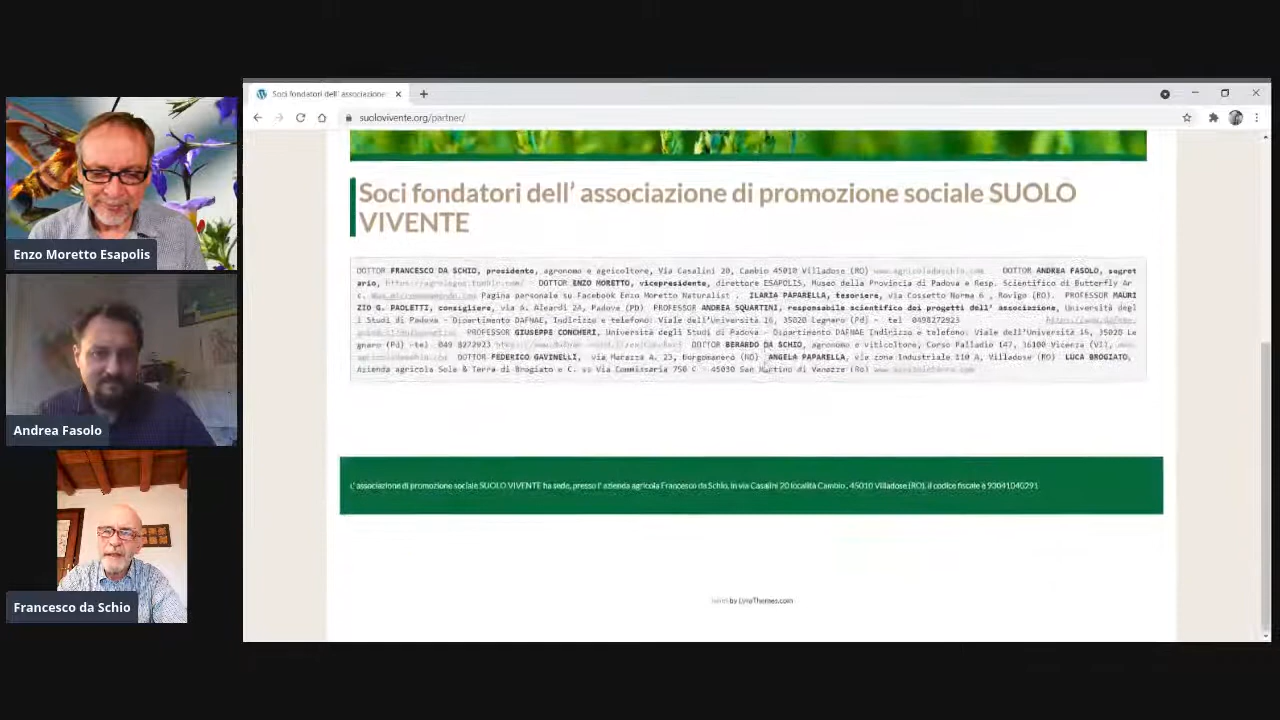 Soci fondatori dell' associazione
suolovivente.org/partner/
Soci fondatori dell' associazione di promozione sociale SUOLO
VIVENTE
DOTTOR FRANCESCO DA SCHIO, presidente, agronomo e agricoltore, Via Casalini 20, Cambio 45010 Villadose (RO) www.agricoladaschio.com DOTTOR ANDREA FASOLO, segret
ario, DOTTOR ENZO MORETTO, vicepresidente, direttore ESAPOLIS, Museo della Provincia di Padova e Resp. Scientifico di Butterfly Ar
c. Pagina personale su Facebook Enzo Moretto Naturalist . ILARIA PAPARELLA, tesoriere, via Cossetto Norma 6 , Rovigo (RO). PROFESSOR MAURI
ZIO G. PAOLETTI, consigliere, via A. Aleardi 2A, Padova (PD) PROFESSOR ANDREA SQUARTINI, responsabile scientifico dei progetti dell' associazione, Università degl
i Studi di Padova – Dipartimento DAFNAE, Indirizzo e telefono: Viale dell'Università 16, 35020 Legnaro (Pd) – tel 0498272923
PROFESSOR GIUSEPPE CONCHERI, Università degli Studi di Padova – Dipartimento DAFNAE Indirizzo e telefono: Viale dell'Università 16, 35020 Le
gnaro (Pd) –tel 049 8272923 DOTTOR BERARDO DA SCHIO, agronomo e viticoltore, Corso Palladio 147, 36100 Vicenza (VI),
DOTTOR FEDERICO GAVINELLI, via Marazza A. 23, Borgomanero (NO) ANGELA PAPARELLA, via zona Industriale 110 A, Villadose (RO) LUCA BROGIATO,
Azienda agricola Sole & Terra di Brogiato e C. ss Via Commissaria 750 C – 45030 San Martino di Venezze (Ro)
L' associazione di promozione sociale SUOLO VIVENTE ha sede, presso l' azienda agricola Francesco da Schio, in via Casalini 20 località Cambio , 45010 Villadose (RO), il codice fiscale è 93041040291
by LyraThemes.com
Enzo Moretto Esapolis
Andrea Fasolo
Francesco da Schio